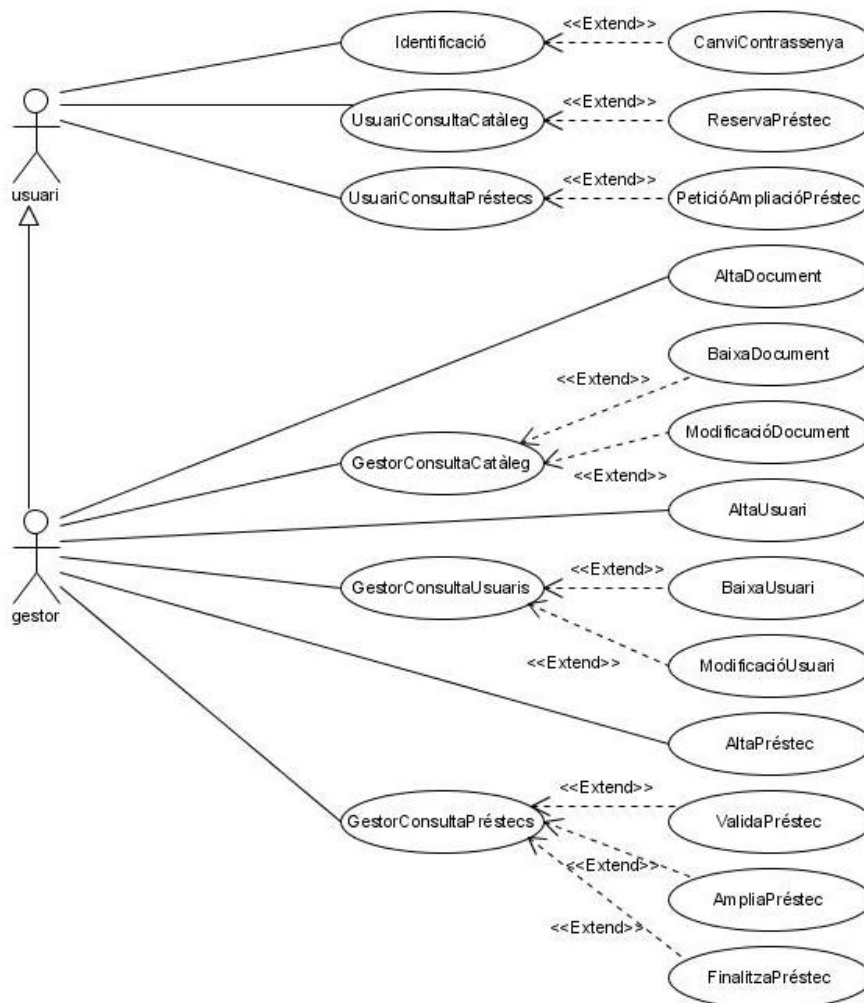 Identificació
<<Extend>>
CanviContrassenya
UsuariConsultaCatàleg
<<Extend>>
ReservaPréstec
usuari
UsuariConsultaPréstecs
<<Extend>>
PeticióAmpliacióPréstec
AltaDocument
BaixaDocument
<<Extend>>
ModificacióDocument
GestorConsultaCatàleg
<<Extend>>
AltaUsuari
gestor
GestorConsultaUsuaris
<<Extend>>
BaixaUsuari
<<Extend>>
ModificacióUsuari
AltaPréstec
<<Extend>>
GestorConsultaPréstecs
ValidaPréstec
<<Extend>>
AmpliaPréstec
<<Extend>>
FinalitzaPréstec